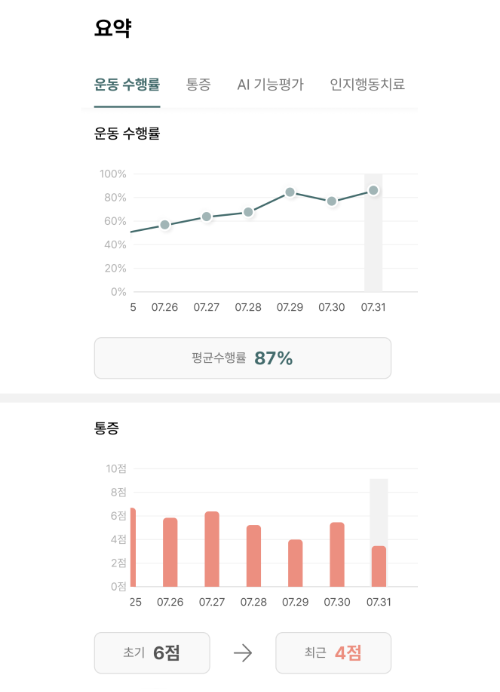 요약
운동 수행률 통증 AI 기능평가 인지행동치료
운동 수행률
100%
80%
60%
40%
20%
0%
5 07.26 07.27 07.28 07.29 07.30 07.31
평균수행률 87%
통증
10점
8점
6점
4점
2점
0점
25 07.26 07.27 07.28 07.29 07.30 07.31
초기 6점 → 최근 4점